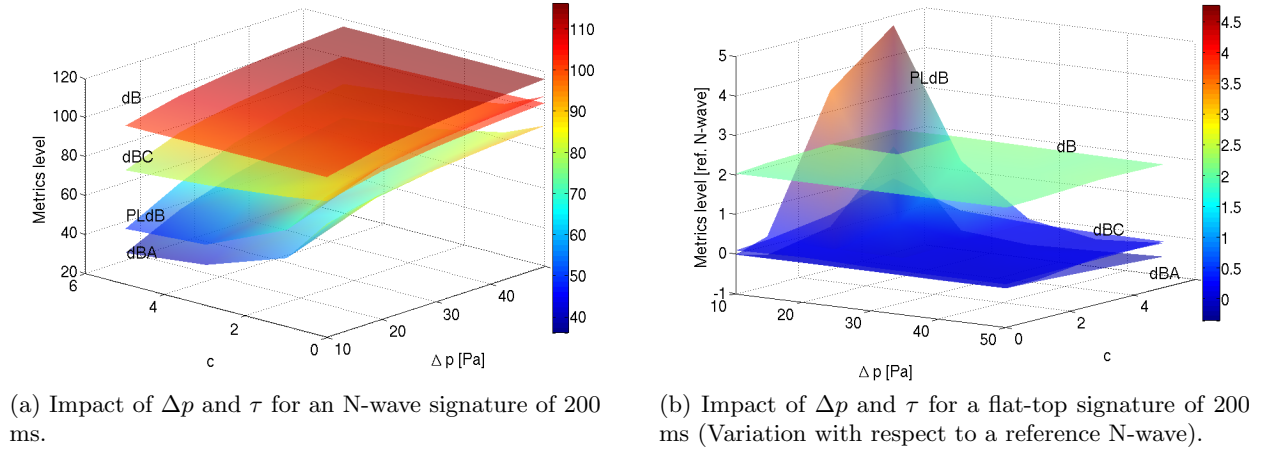 120
100
80
60
40
20
Metrics level
dB
dBC
PLdB
dBA
6
4
2
0
c
10
20
30
40
Δ p [Pa]
110
100
90
80
70
60
50
40
5
4
3
2
1
0
-1
Metrics level [ref. N-wave]
PLdB
dB
dBC
dBA
10
20
30
40
50
Δ p [Pa]
0
2
4
c
4.5
4
3.5
3
2.5
2
1.5
1
0.5
0
(a) Impact of Δp and τ for an N-wave signature of 200
ms.
(b) Impact of Δp and τ for a flat-top signature of 200
ms (Variation with respect to a reference N-wave).